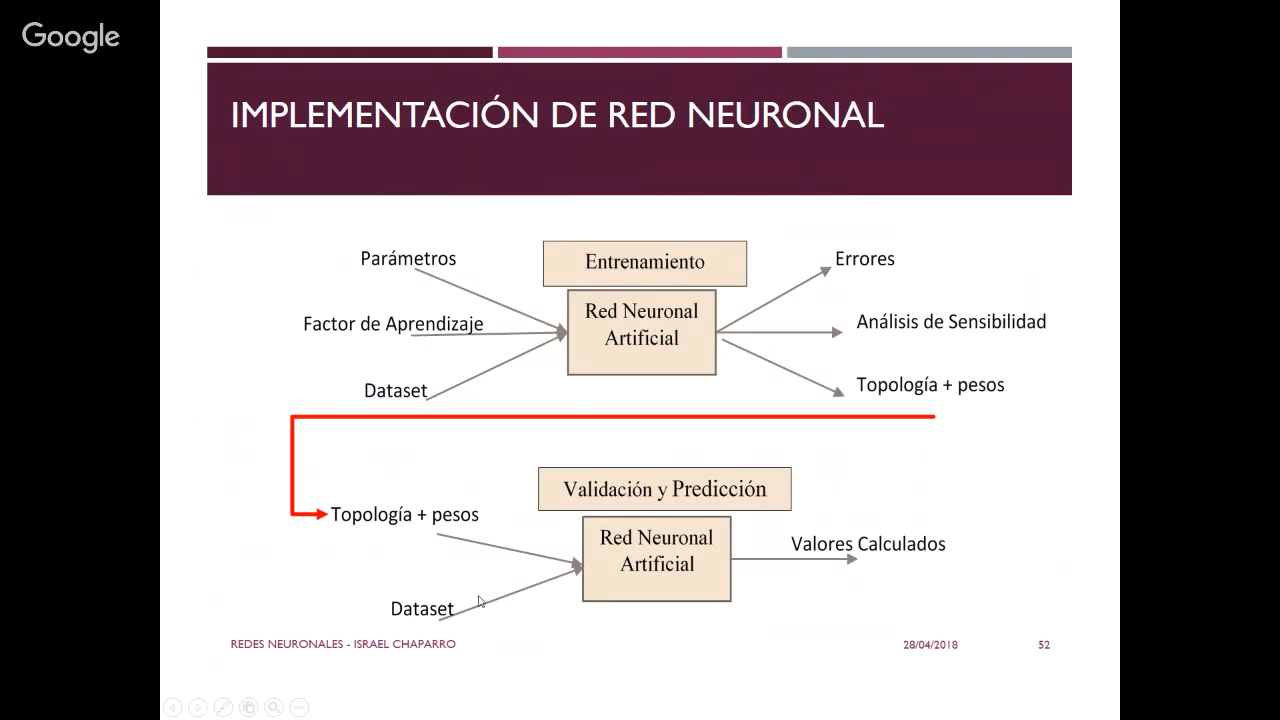 Google
IMPLEMENTACIÓN DE RED NEURONAL
Parámetros
Entrenamiento
Errores
Factor de Aprendizaje
Red Neuronal
Artificial
Análisis de Sensibilidad
Dataset
Topología + pesos
Validación y Predicción
Topología + pesos
Red Neuronal
Artificial
Valores Calculados
Dataset
REDES NEURONALES - ISRAEL CHAPARRO
28/04/2018
52